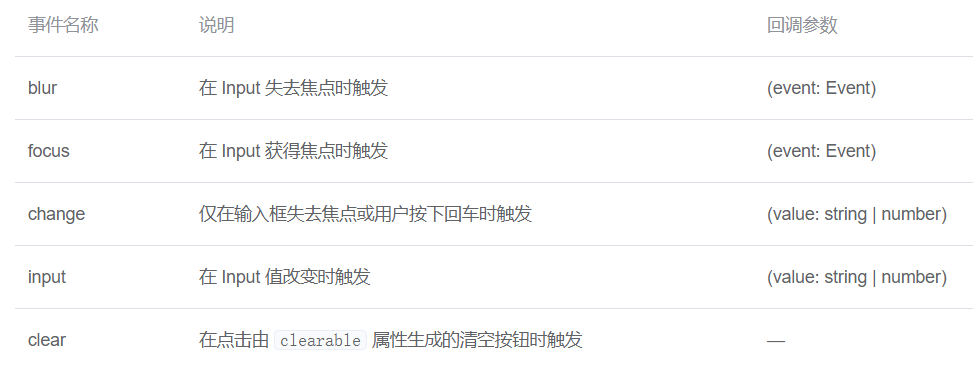 事件名称 说明 回调参数
blur 在 Input 失去焦点时触发 (event: Event)
focus 在 Input 获得焦点时触发 (event: Event)
change 仅在输入框失去焦点或用户按下回车时触发 (value: string | number)
input 在 Input 值改变时触发 (value: string | number)
clear 在点击由 clearable 属性生成的清空按钮时触发 —